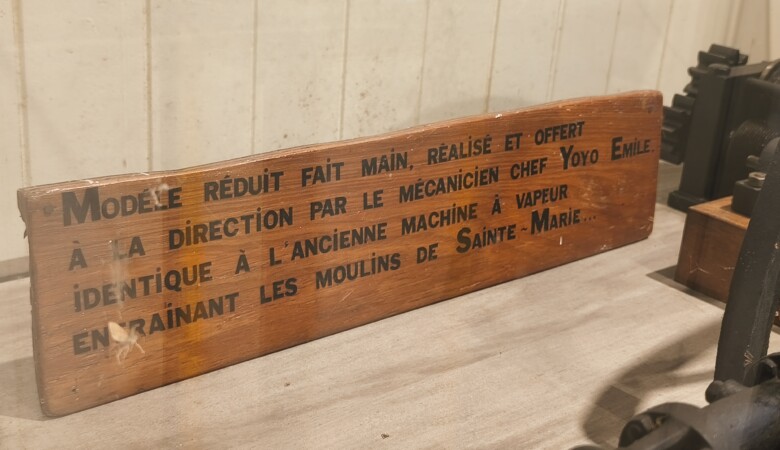 MODÉLE RÉDUIT FAIT MAIN, RÉALISÉ ET OFFERT
À LA DIRECTION PAR LE MÉCANICIEN CHEF YOYO EMILE.
IDENTIQUE À L'ANCIENNE MACHINE À VAPEUR
ENTRAÎNANT LES MOULINS DE SAINTE-MARIE...